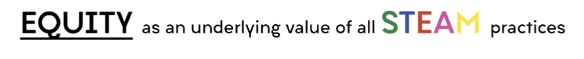 EQUITY as an underlying value of all STEAM practices